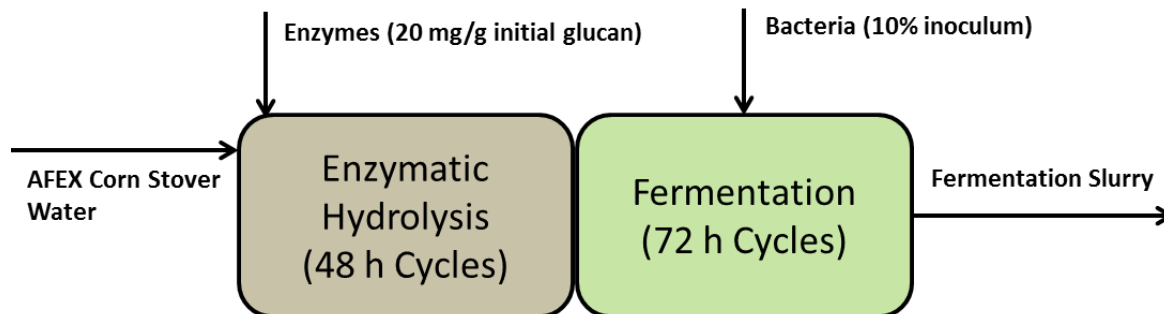 Enzymes (20 mg/g initial glucan)
Bacteria (10% inoculum)
AFEX Corn Stover
Water
Enzymatic
Hydrolysis
(48 h Cycles)
Fermentation
(72 h Cycles)
Fermentation Slurry